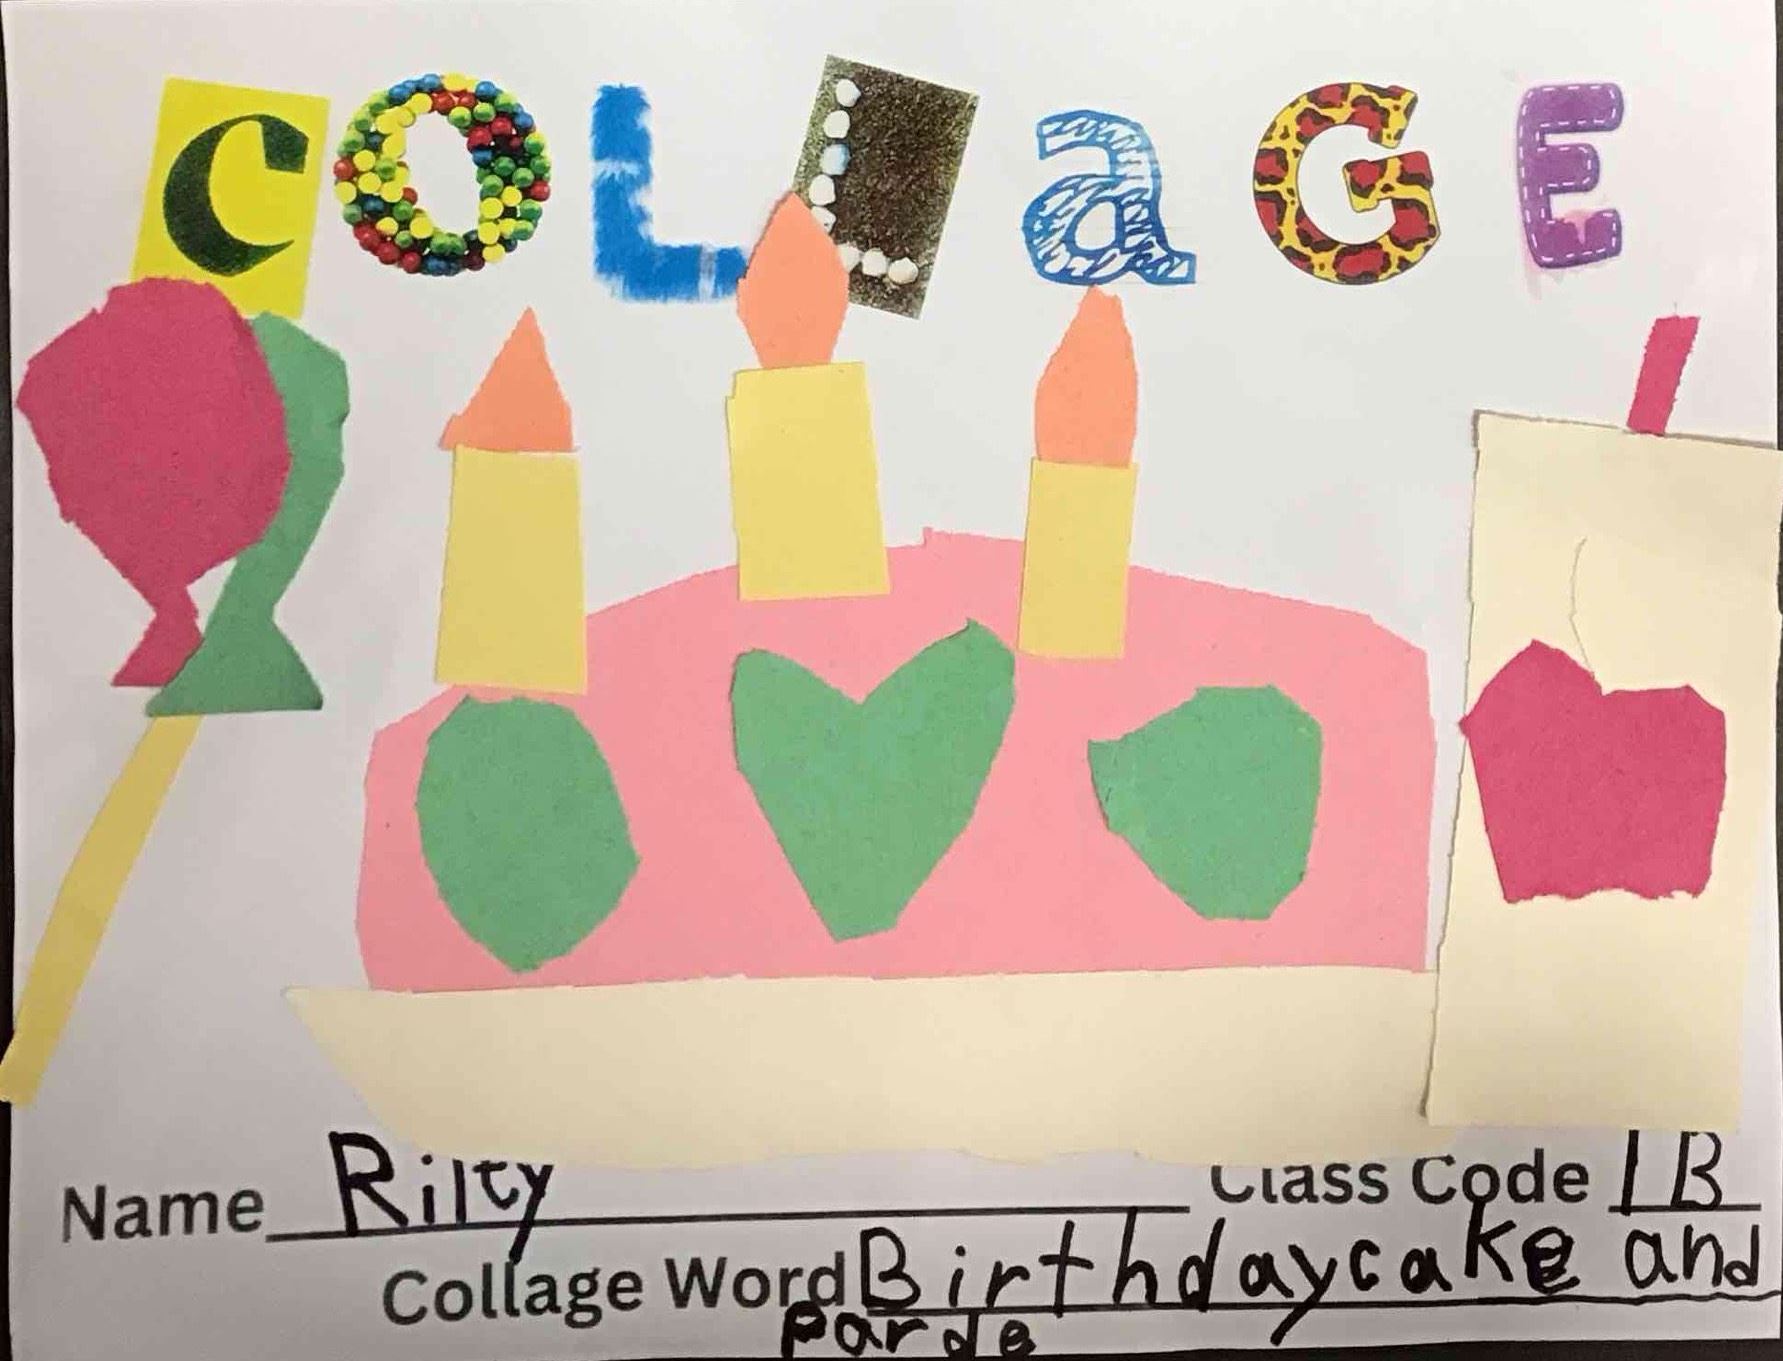 COLLaGE
Name Rilty Class Code 1B
Collage Word Birthdaycake and
parde